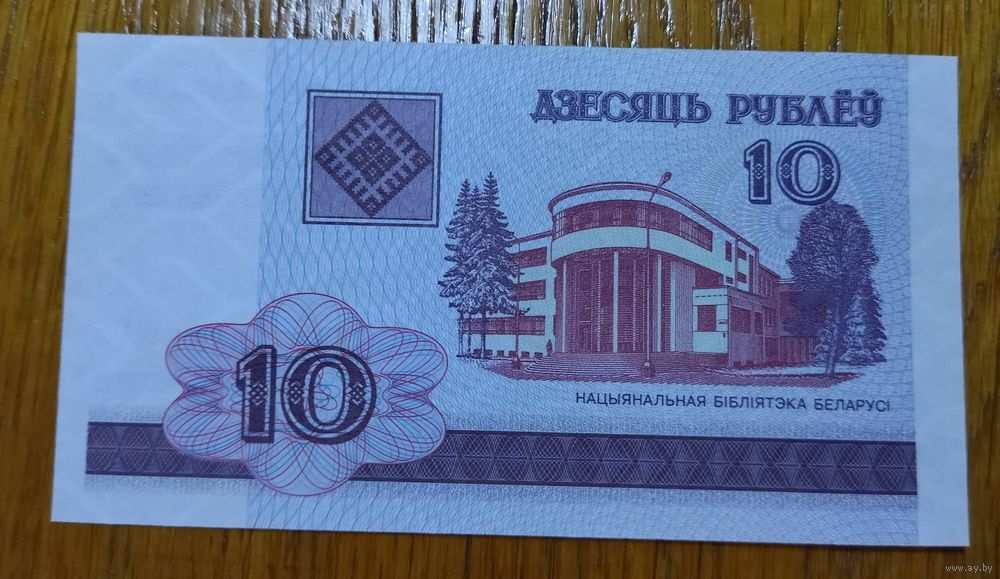 ДЗЕСЯЦЬ РУБЛЁЎ
10
НАЦЫЯНАЛЬНАЯ БІБЛІЯТЭКА БЕЛАРУСІ
10
www.ay.by